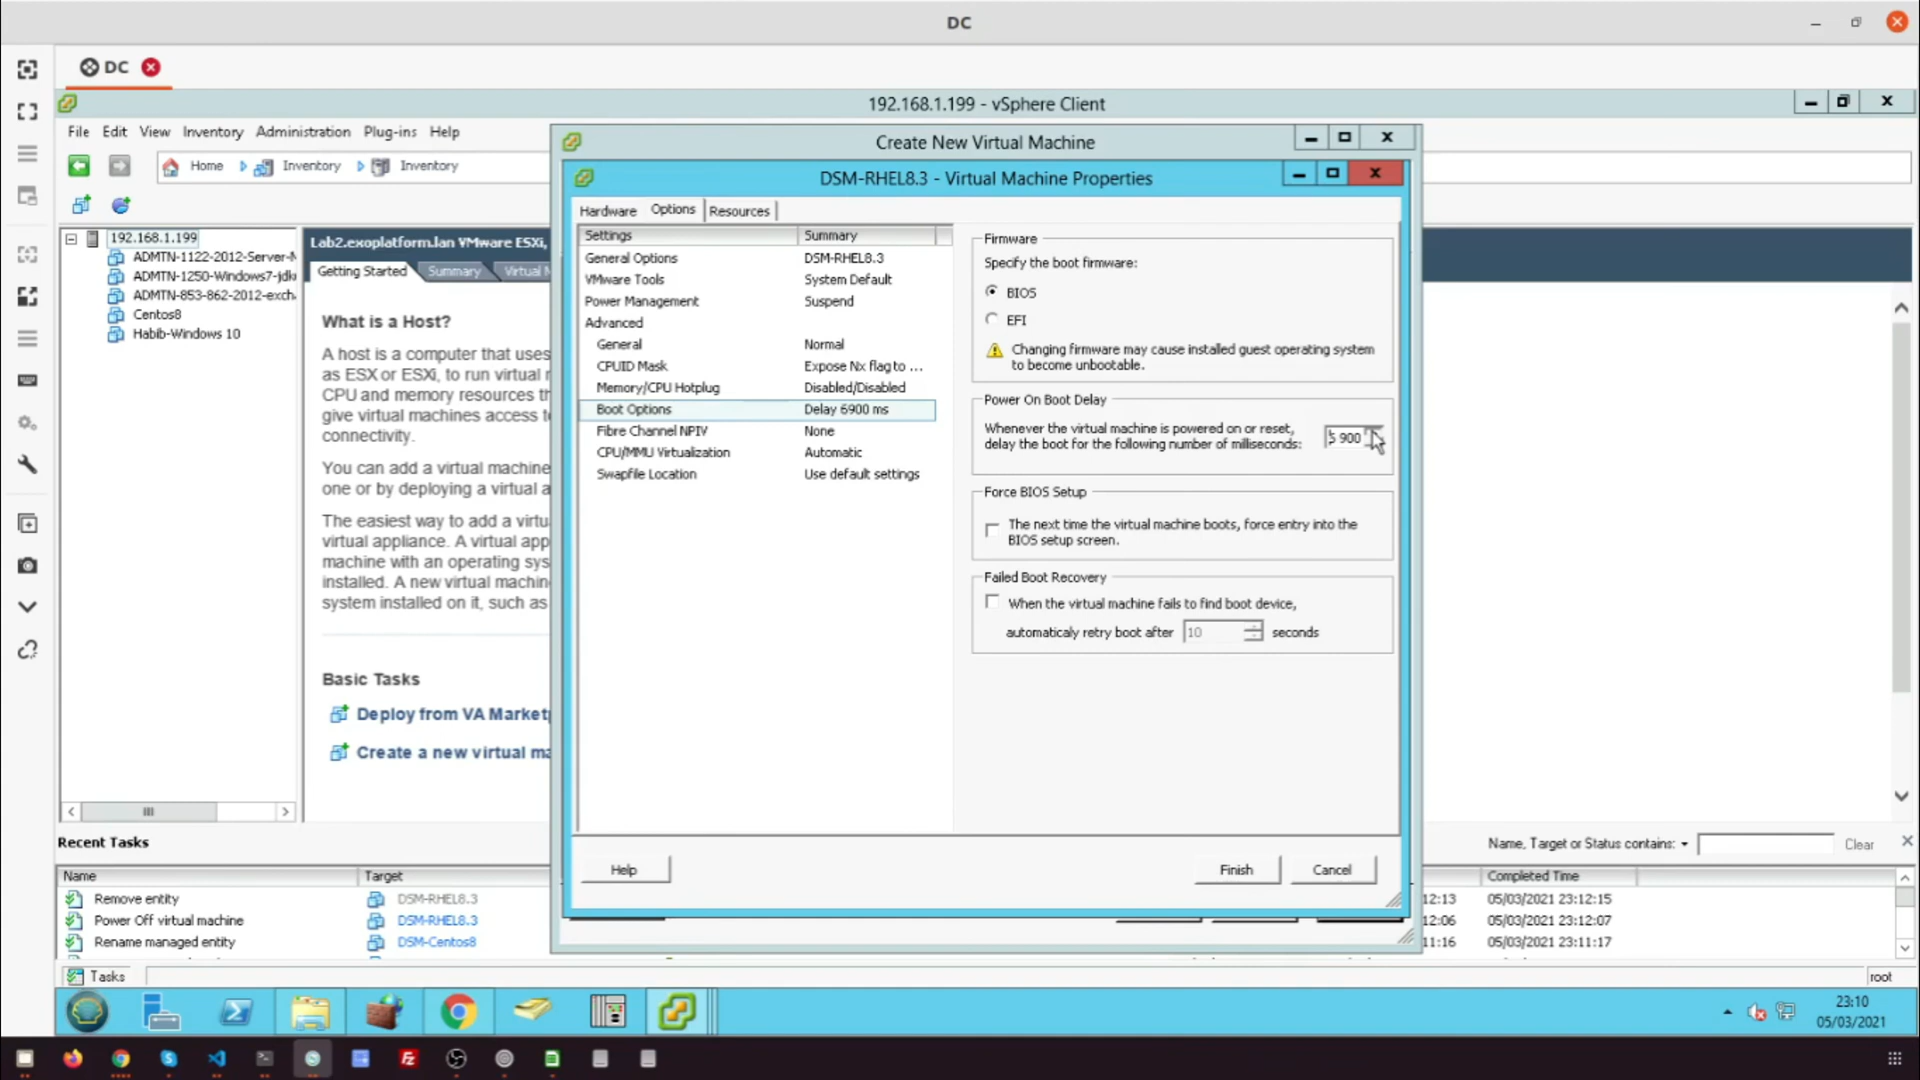 DC
DC
192.168.1.199 - vSphere Client
File Edit View Inventory Administration Plug-ins Help
Home Inventory Inventory
192.168.1.199
ADMTN-1122-2012-Server-
ADMTN-1250-Windows7-jdk
ADMTN-853-862-2012-exch
Centos8
Habib-Windows 10
Lab2.exoplatform.lan VMware ESXi,
Getting Started Summary Virtual
What is a Host?
A host is a computer that uses
as ESX or ESXi, to run virtual
CPU and memory resources
give virtual machines access
connectivity.
You can add a virtual machine
one or by deploying a virtual
The easiest way to add a
virtual appliance. A virtual
machine with an operating
installed. A new virtual
system installed on it, such as
Basic Tasks
Deploy from VA
Create a new virtual
Create New Virtual Machine
DSM-RHEL8.3 - Virtual Machine Properties
Hardware Options Resources
Settings Summary
General Options DSM-RHEL8.3
VMware Tools System Default
Power Management Suspend
Advanced
General Normal
CPUID Mask Expose Nx flag to ...
Memory/CPU Hotplug Disabled/Disabled
Boot Options Delay 6900 ms
Fibre Channel NPIV None
CPU/MMU Virtualization Automatic
Swapfile Location Use default settings
Firmware
Specify the boot firmware:
BIOS
EFI
Changing firmware may cause installed guest operating system
to become unbootable.
Power On Boot Delay
Whenever the virtual machine is powered on or reset,
delay the boot for the following number of milliseconds:
900
Force BIOS Setup
The next time the virtual machine boots, force entry into the
BIOS setup screen.
Failed Boot Recovery
When the virtual machine fails to find boot device,
automaticaly retry boot after 10 seconds
Help Finish Cancel
Recent Tasks
Name, Target or Status contains: Clear
Name Target Completed Time
Remove entity DSM-RHEL8.3 12:13 05/03/2021 23:12:15
Power Off virtual machine DSM-RHEL8.3 12:06 05/03/2021 23:12:07
Rename managed entity DSM-Centos8 11:16 05/03/2021 23:11:17
Tasks root
23:10
05/03/2021